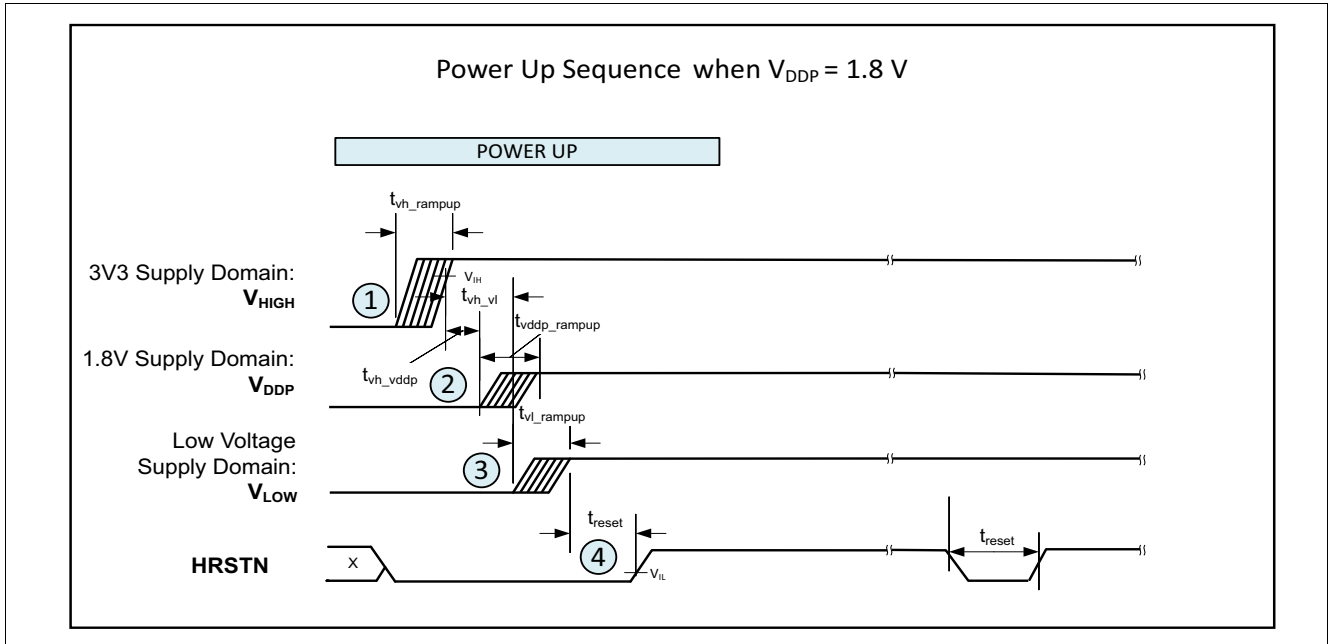 Power Up Sequence when VDDP = 1.8 V
POWER UP
tvh_rampup
3V3 Supply Domain:
VHIGH
1
VIH
tvh_vl
tvddp_rampup
1.8V Supply Domain:
VDDP
tvh_vddp
2
tvl_rampup
Low Voltage
Supply Domain:
VLOW
3
treset
treset
HRSTN
X
4
VIL